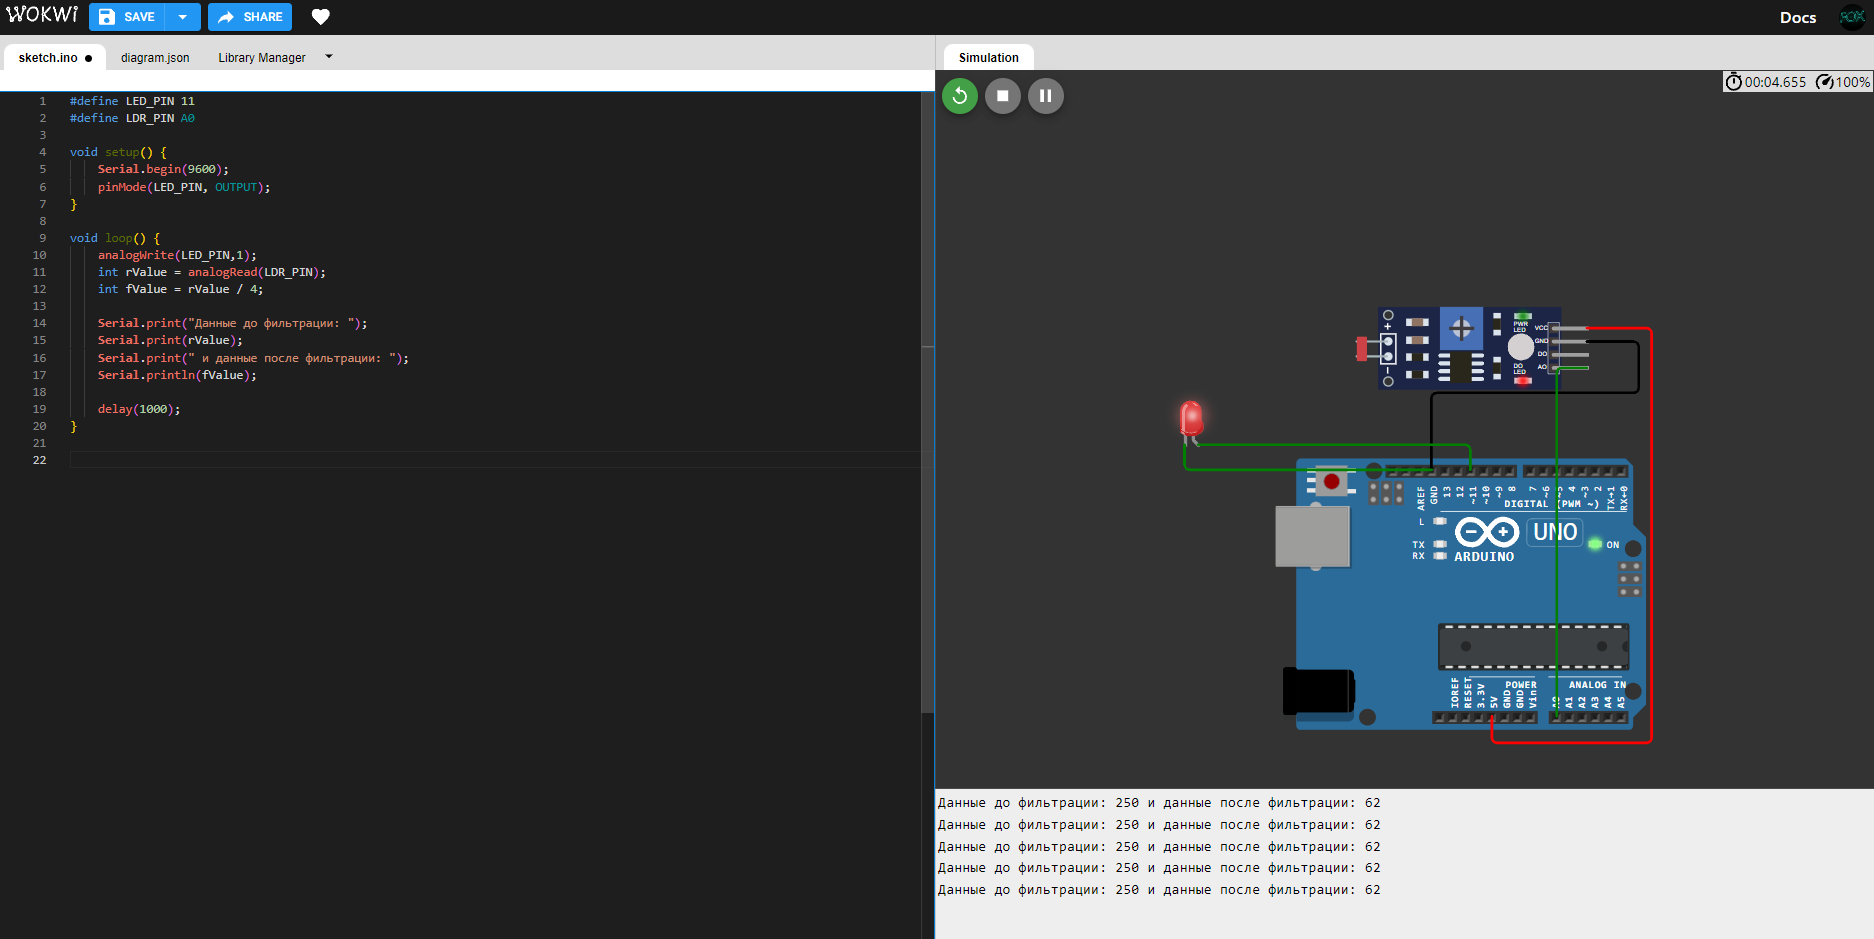 WOKWI
SAVE
SHARE
Docs
sketch.ino ●
diagram.json
Library Manager
Simulation
00:04.655
100%
1 #define LED_PIN 11
2 #define LDR_PIN A0
3
4 void setup() {
5 Serial.begin(9600);
6 pinMode(LED_PIN, OUTPUT);
7 }
8
9 void loop() {
10 analogWrite(LED_PIN,1);
11 int rValue = analogRead(LDR_PIN);
12 int fValue = rValue / 4;
13
14 Serial.print("Данные до фильтрации: ");
15 Serial.print(rValue);
16 Serial.print(" и данные после фильтрации: ");
17 Serial.println(fValue);
18
19 delay(1000);
20 }
21
22
+
−
PWR
LED
DO
LED
VCC
GND
DO
AO
AREF
GND
13
12
~11
~10
~9
8
7
~6
~5
4
~3
2
TX→1
RX←0
DIGITAL (PWM ~)
L
TX
RX
ARDUINO
UNO
ON
IOREF
RESET
3.3V
5V
GND
GND
Vin
POWER
ANALOG IN
A0
A1
A2
A3
A4
A5
Данные до фильтрации: 250 и данные после фильтрации: 62
Данные до фильтрации: 250 и данные после фильтрации: 62
Данные до фильтрации: 250 и данные после фильтрации: 62
Данные до фильтрации: 250 и данные после фильтрации: 62
Данные до фильтрации: 250 и данные после фильтрации: 62